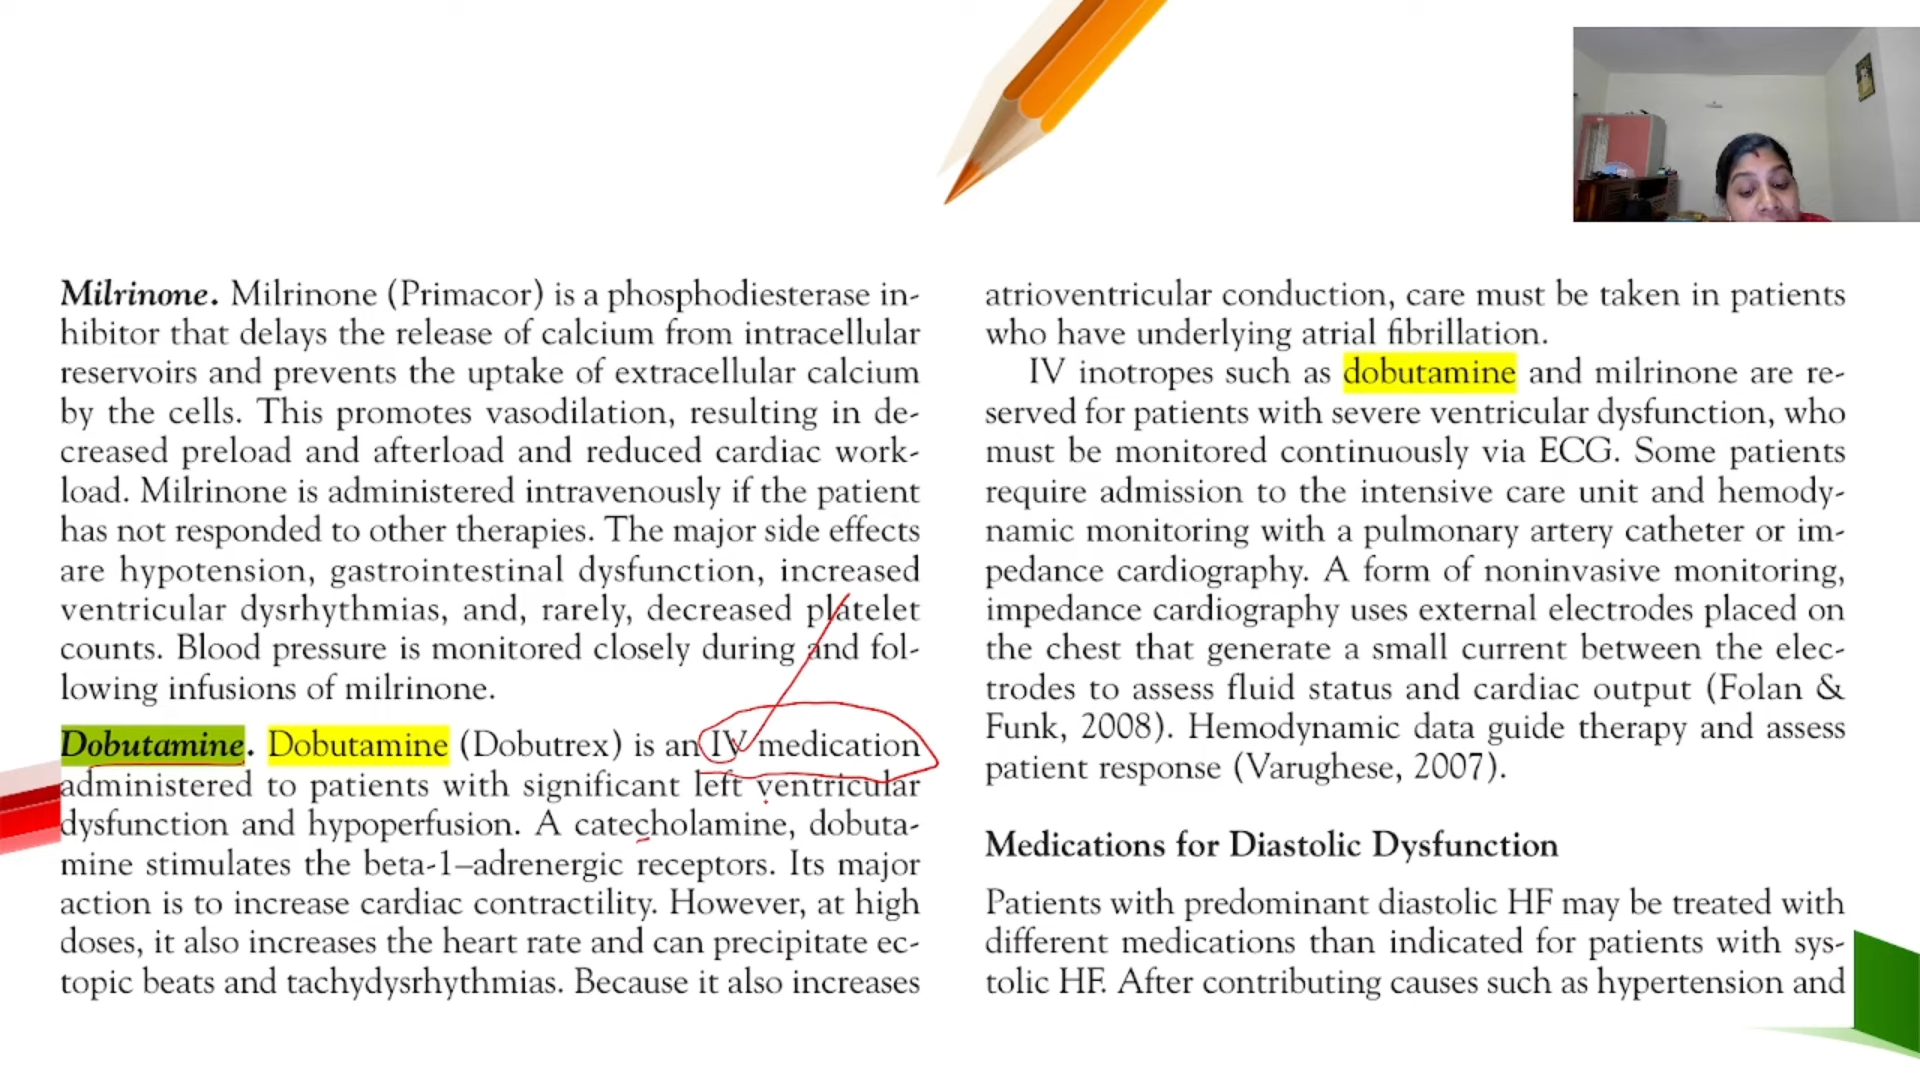 Milrinone. Milrinone (Primacor) is a phosphodiesterase in-
hibitor that delays the release of calcium from intracellular
reservoirs and prevents the uptake of extracellular calcium
by the cells. This promotes vasodilation, resulting in de-
creased preload and afterload and reduced cardiac work-
load. Milrinone is administered intravenously if the patient
has not responded to other therapies. The major side effects
are hypotension, gastrointestinal dysfunction, increased
ventricular dysrhythmias, and, rarely, decreased platelet
counts. Blood pressure is monitored closely during and fol-
lowing infusions of milrinone.
Dobutamine. Dobutamine (Dobutrex) is an IV medication
administered to patients with significant left ventricular
dysfunction and hypoperfusion. A catecholamine, dobuta-
mine stimulates the beta-1–adrenergic receptors. Its major
action is to increase cardiac contractility. However, at high
doses, it also increases the heart rate and can precipitate ec-
topic beats and tachydysrhythmias. Because it also increases
atrioventricular conduction, care must be taken in patients
who have underlying atrial fibrillation.
IV inotropes such as dobutamine and milrinone are re-
served for patients with severe ventricular dysfunction, who
must be monitored continuously via ECG. Some patients
require admission to the intensive care unit and hemody-
namic monitoring with a pulmonary artery catheter or im-
pedance cardiography. A form of noninvasive monitoring,
impedance cardiography uses external electrodes placed on
the chest that generate a small current between the elec-
trodes to assess fluid status and cardiac output (Folan &
Funk, 2008). Hemodynamic data guide therapy and assess
patient response (Varughese, 2007).
Medications for Diastolic Dysfunction
Patients with predominant diastolic HF may be treated with
different medications than indicated for patients with sys-
tolic HF. After contributing causes such as hypertension and